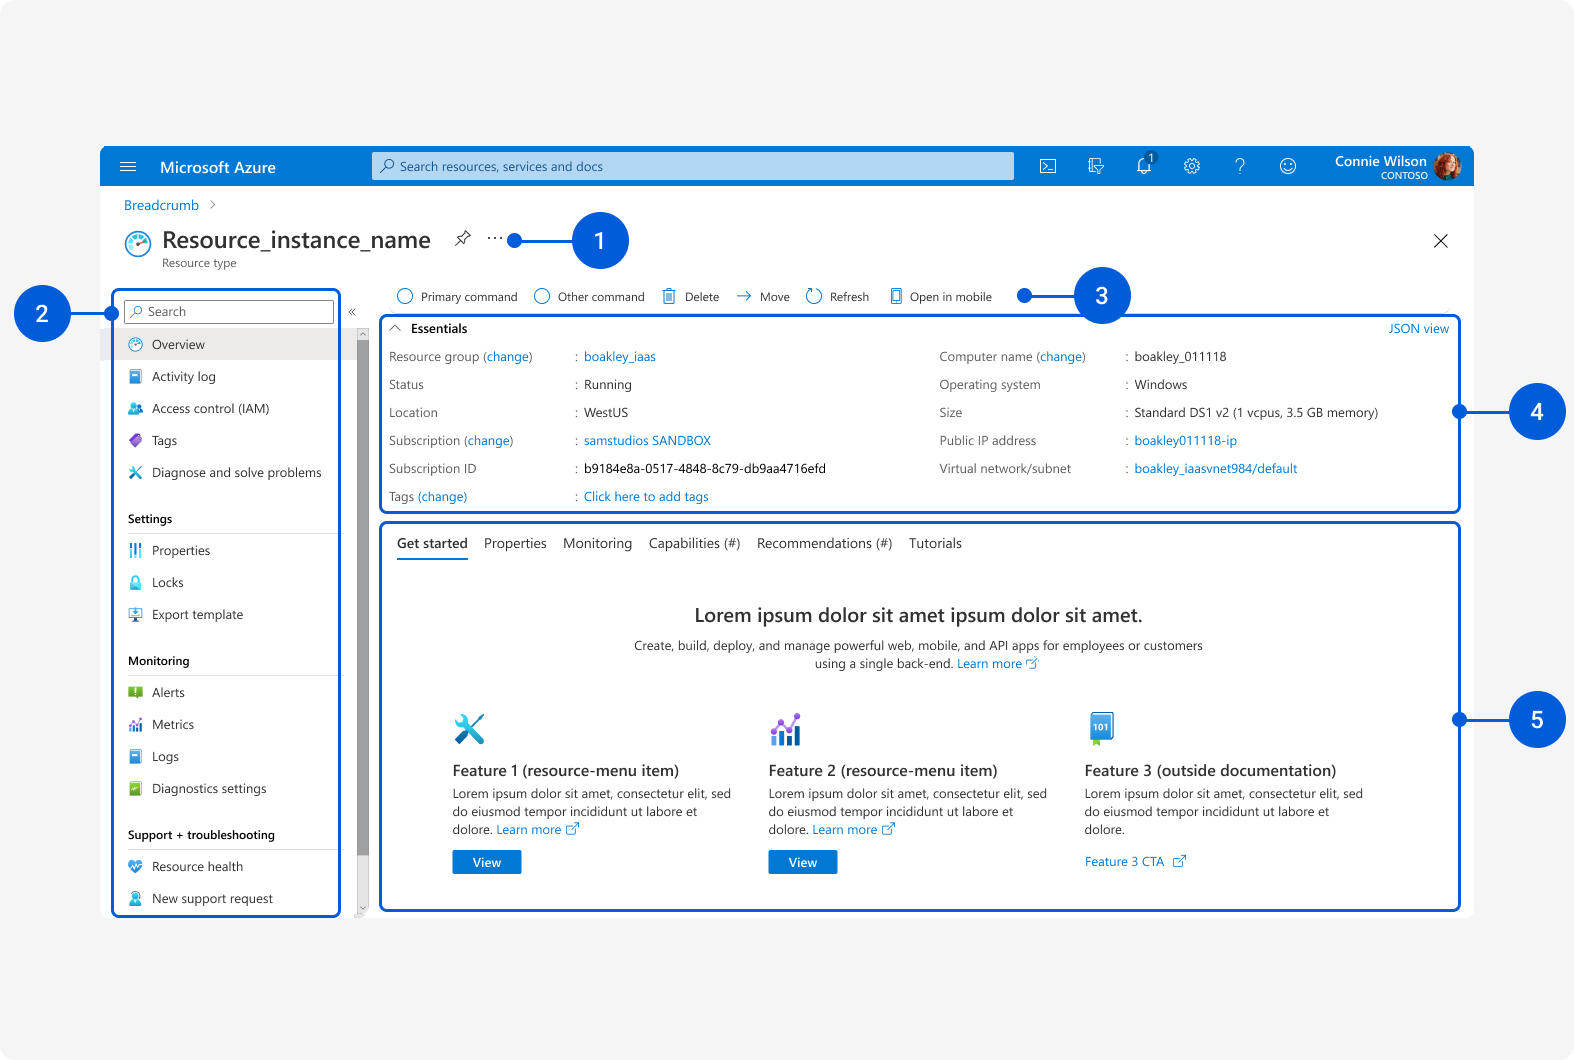 Microsoft Azure
Search resources, services and docs
1
Connie Wilson
CONTOSO
Breadcrumb
Resource_instance_name
Resource type
1
2
Search
Overview
Activity log
Access control (IAM)
Tags
Diagnose and solve problems
Settings
Properties
Locks
Export template
Monitoring
Alerts
Metrics
Logs
Diagnostics settings
Support + troubleshooting
Resource health
New support request
Primary command Other command Delete Move Refresh Open in mobile
3
Essentials
JSON view
Resource group (change) : boakley_iaas
Status : Running
Location : WestUS
Subscription (change) : samstudios SANDBOX
Subscription ID : b9184e8a-0517-4848-8c79-db9aa4716efd
Tags (change) : Click here to add tags
Computer name (change) : boakley_011118
Operating system : Windows
Size : Standard DS1 v2 (1 vcpus, 3.5 GB memory)
Public IP address : boakley011118-ip
Virtual network/subnet : boakley_iaasvnet984/default
4
Get started Properties Monitoring Capabilities (#) Recommendations (#) Tutorials
Lorem ipsum dolor sit amet ipsum dolor sit amet.
Create, build, deploy, and manage powerful web, mobile, and API apps for employees or customers
using a single back-end. Learn more
5
Feature 1 (resource-menu item)
Lorem ipsum dolor sit amet, consectetur elit, sed
do eiusmod tempor incididunt ut labore et
dolore. Learn more
View
Feature 2 (resource-menu item)
Lorem ipsum dolor sit amet, consectetur elit, sed
do eiusmod tempor incididunt ut labore et
dolore. Learn more
View
101
Feature 3 (outside documentation)
Lorem ipsum dolor sit amet, consectetur elit, sed
do eiusmod tempor incididunt ut labore et
dolore.
Feature 3 CTA